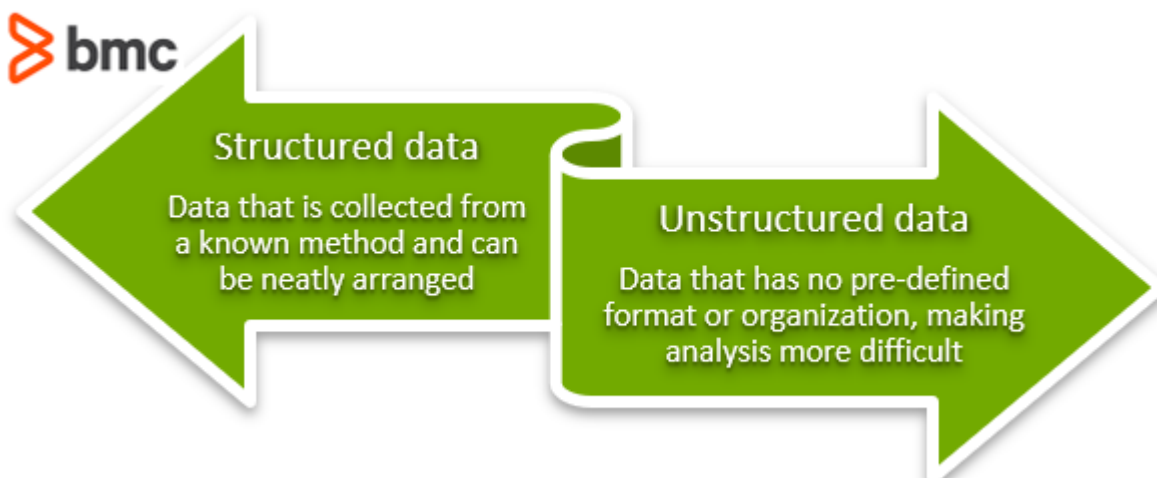 bmc
Structured data
Data that is collected from
a known method and can
be neatly arranged
Unstructured data
Data that has no pre-defined
format or organization, making
analysis more difficult